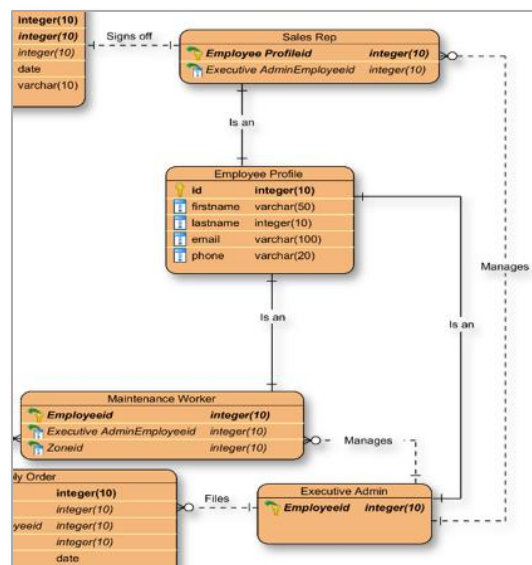 integer(10)
integer(10)
integer(10)
date
varchar(10)
Signs off
Sales Rep
Employee Profileid integer(10)
Executive AdminEmployeeid integer(10)
Is an
Employee Profile
id integer(10)
firstname varchar(50)
lastname integer(10)
email varchar(100)
phone varchar(20)
Manages
Is an
Is an
Maintenance Worker
Employeeid integer(10)
Executive AdminEmployeeid integer(10)
Zoneid integer(10)
Manages
ly Order
integer(10)
integer(10)
oyeeid integer(10)
integer(10)
date
Files
Executive Admin
Employeeid integer(10)